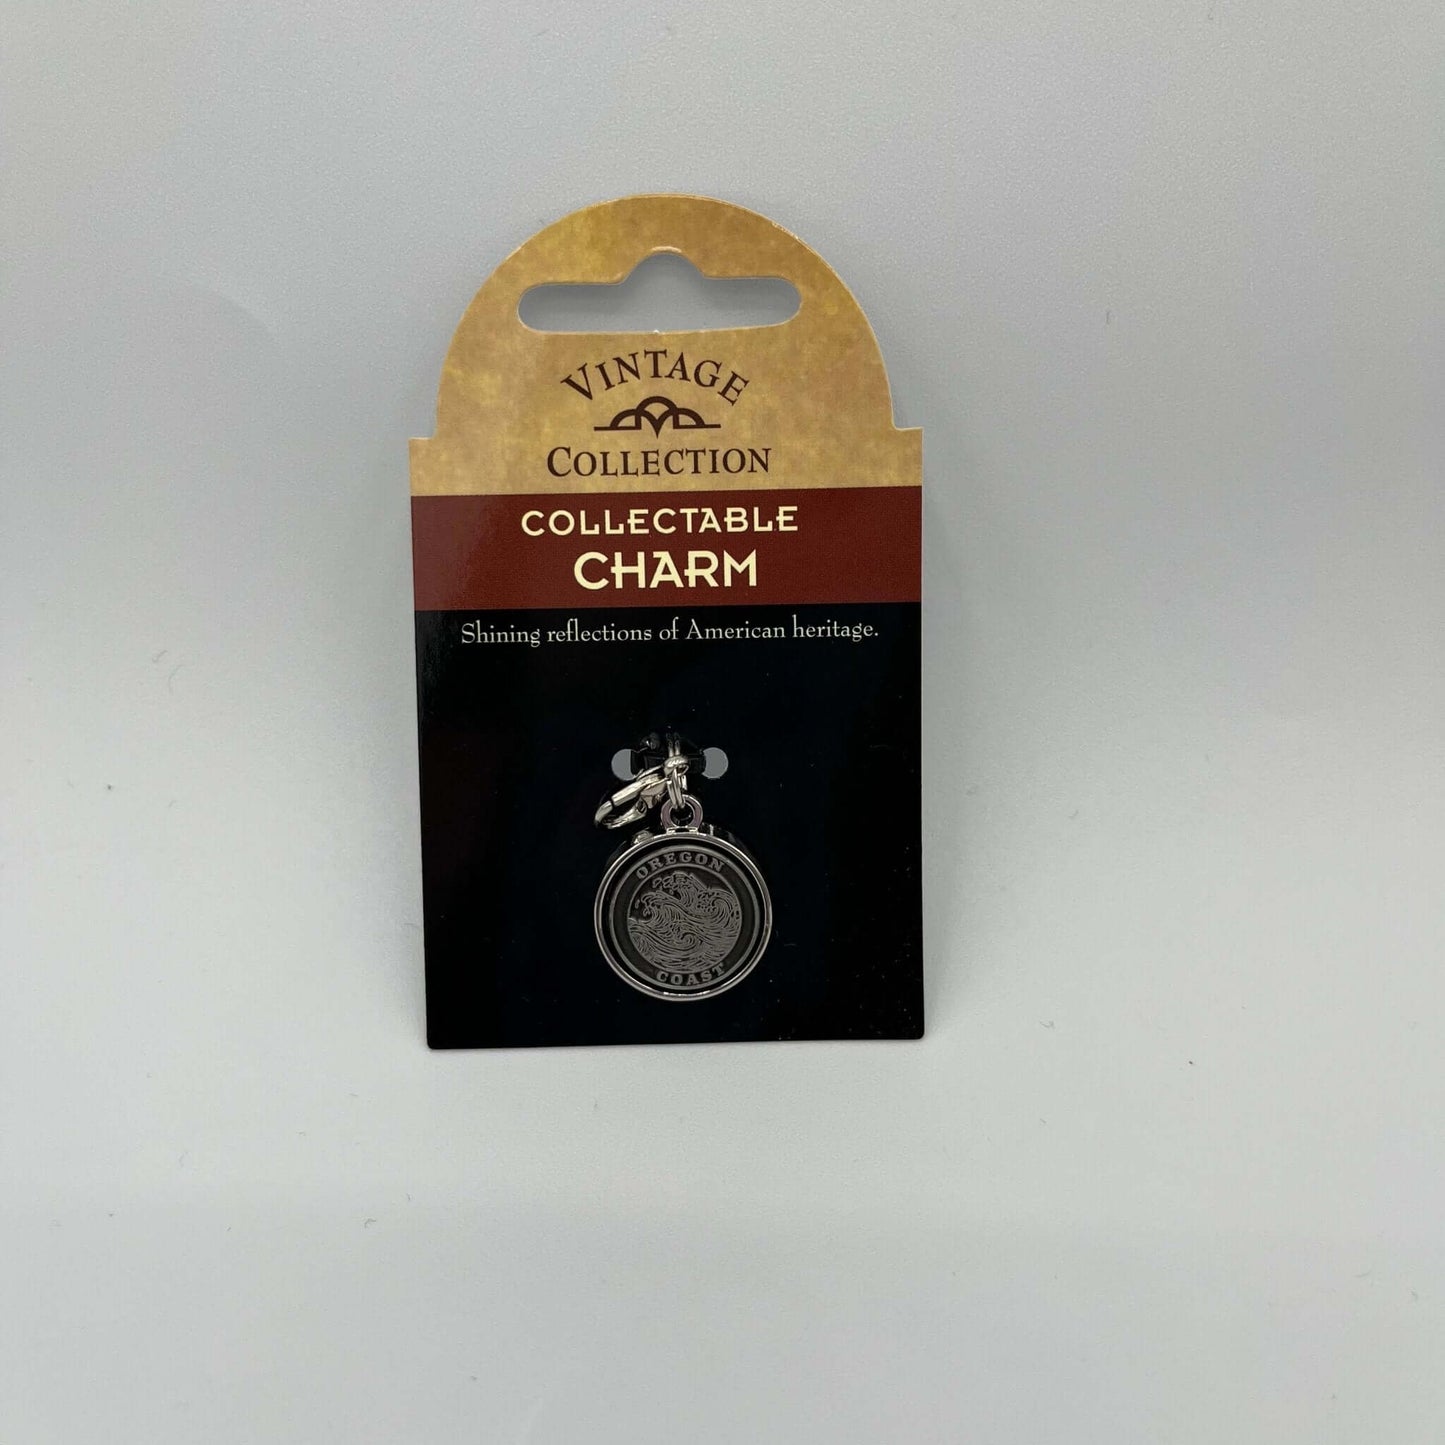 VINTAGE
COLLECTION
COLLECTABLE
CHARM
Shining reflections of American heritage.
OREGON
COAST